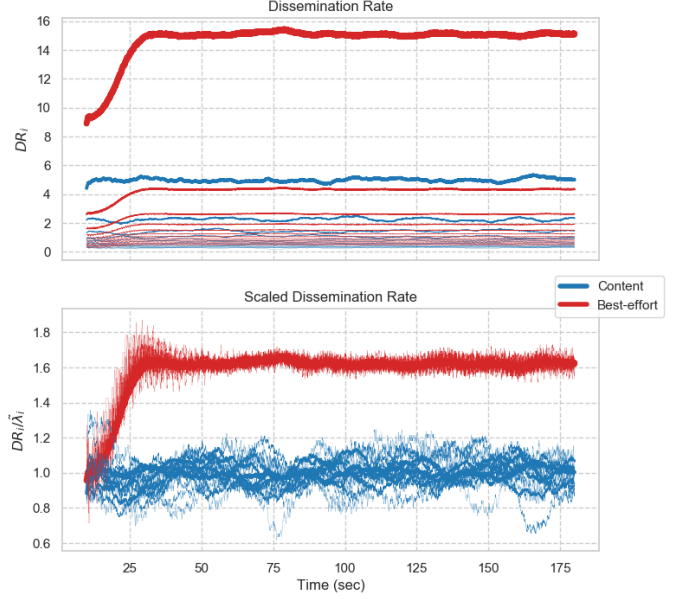 Dissemination Rate
16
14
12
10
8
6
4
2
0
DR_i
Scaled Dissemination Rate
Content
Best-effort
1.8
1.6
1.4
1.2
1.0
0.8
0.6
DR_i/λ̃_i
25 50 75 100 125 150 175
Time (sec)